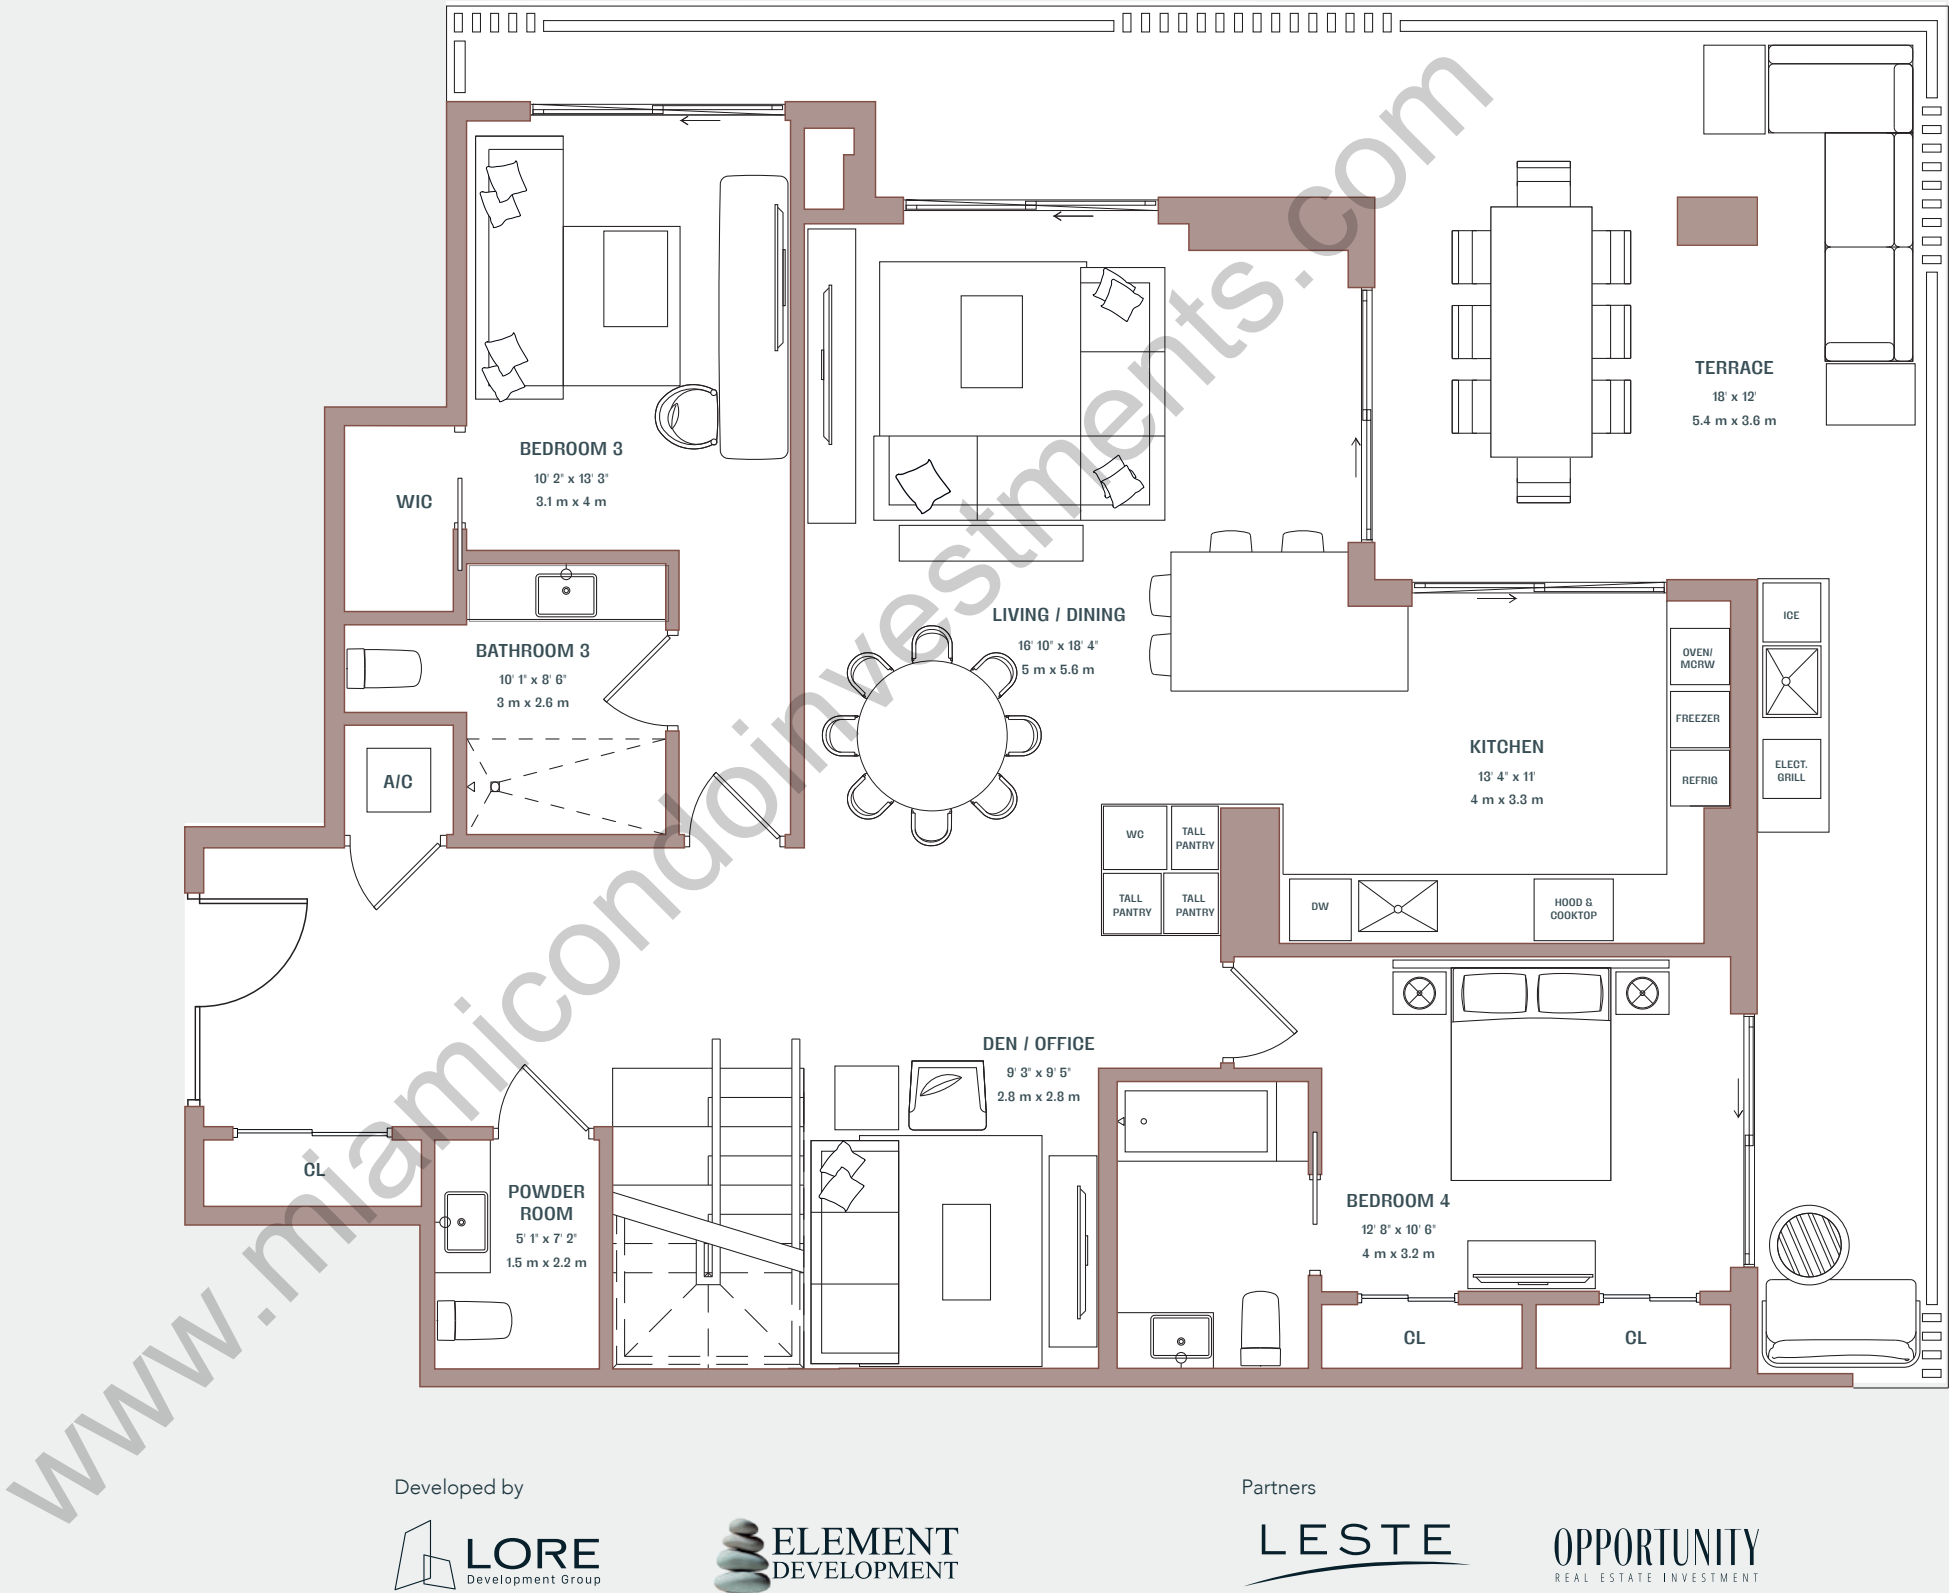 TERRACE
18' x 12'
5.4 m x 3.6 m
BEDROOM 3
10' 2" x 13' 3"
3.1 m x 4 m
WIC
LIVING / DINING
16' 10" x 18' 4"
5 m x 5.6 m
ICE
BATHROOM 3
10' 1" x 8' 6"
3 m x 2.6 m
OVEN/
MCRW
FREEZER
REFRIG
KITCHEN
13' 4" x 11'
4 m x 3.3 m
ELECT.
GRILL
A/C
WC
TALL
PANTRY
TALL
PANTRY
TALL
PANTRY
DW
HOOD &
COOKTOP
DEN / OFFICE
9' 3" x 9' 5"
2.8 m x 2.8 m
CL
POWDER
ROOM
5' 1" x 7' 2"
1.5 m x 2.2 m
BEDROOM 4
12' 8" x 10' 6"
4 m x 3.2 m
CL
CL
www.miamicondoinvestments.com
Developed by
LORE
Development Group
ELEMENT
DEVELOPMENT
Partners
LESTE
OPPORTUNITY
REAL ESTATE INVESTMENT